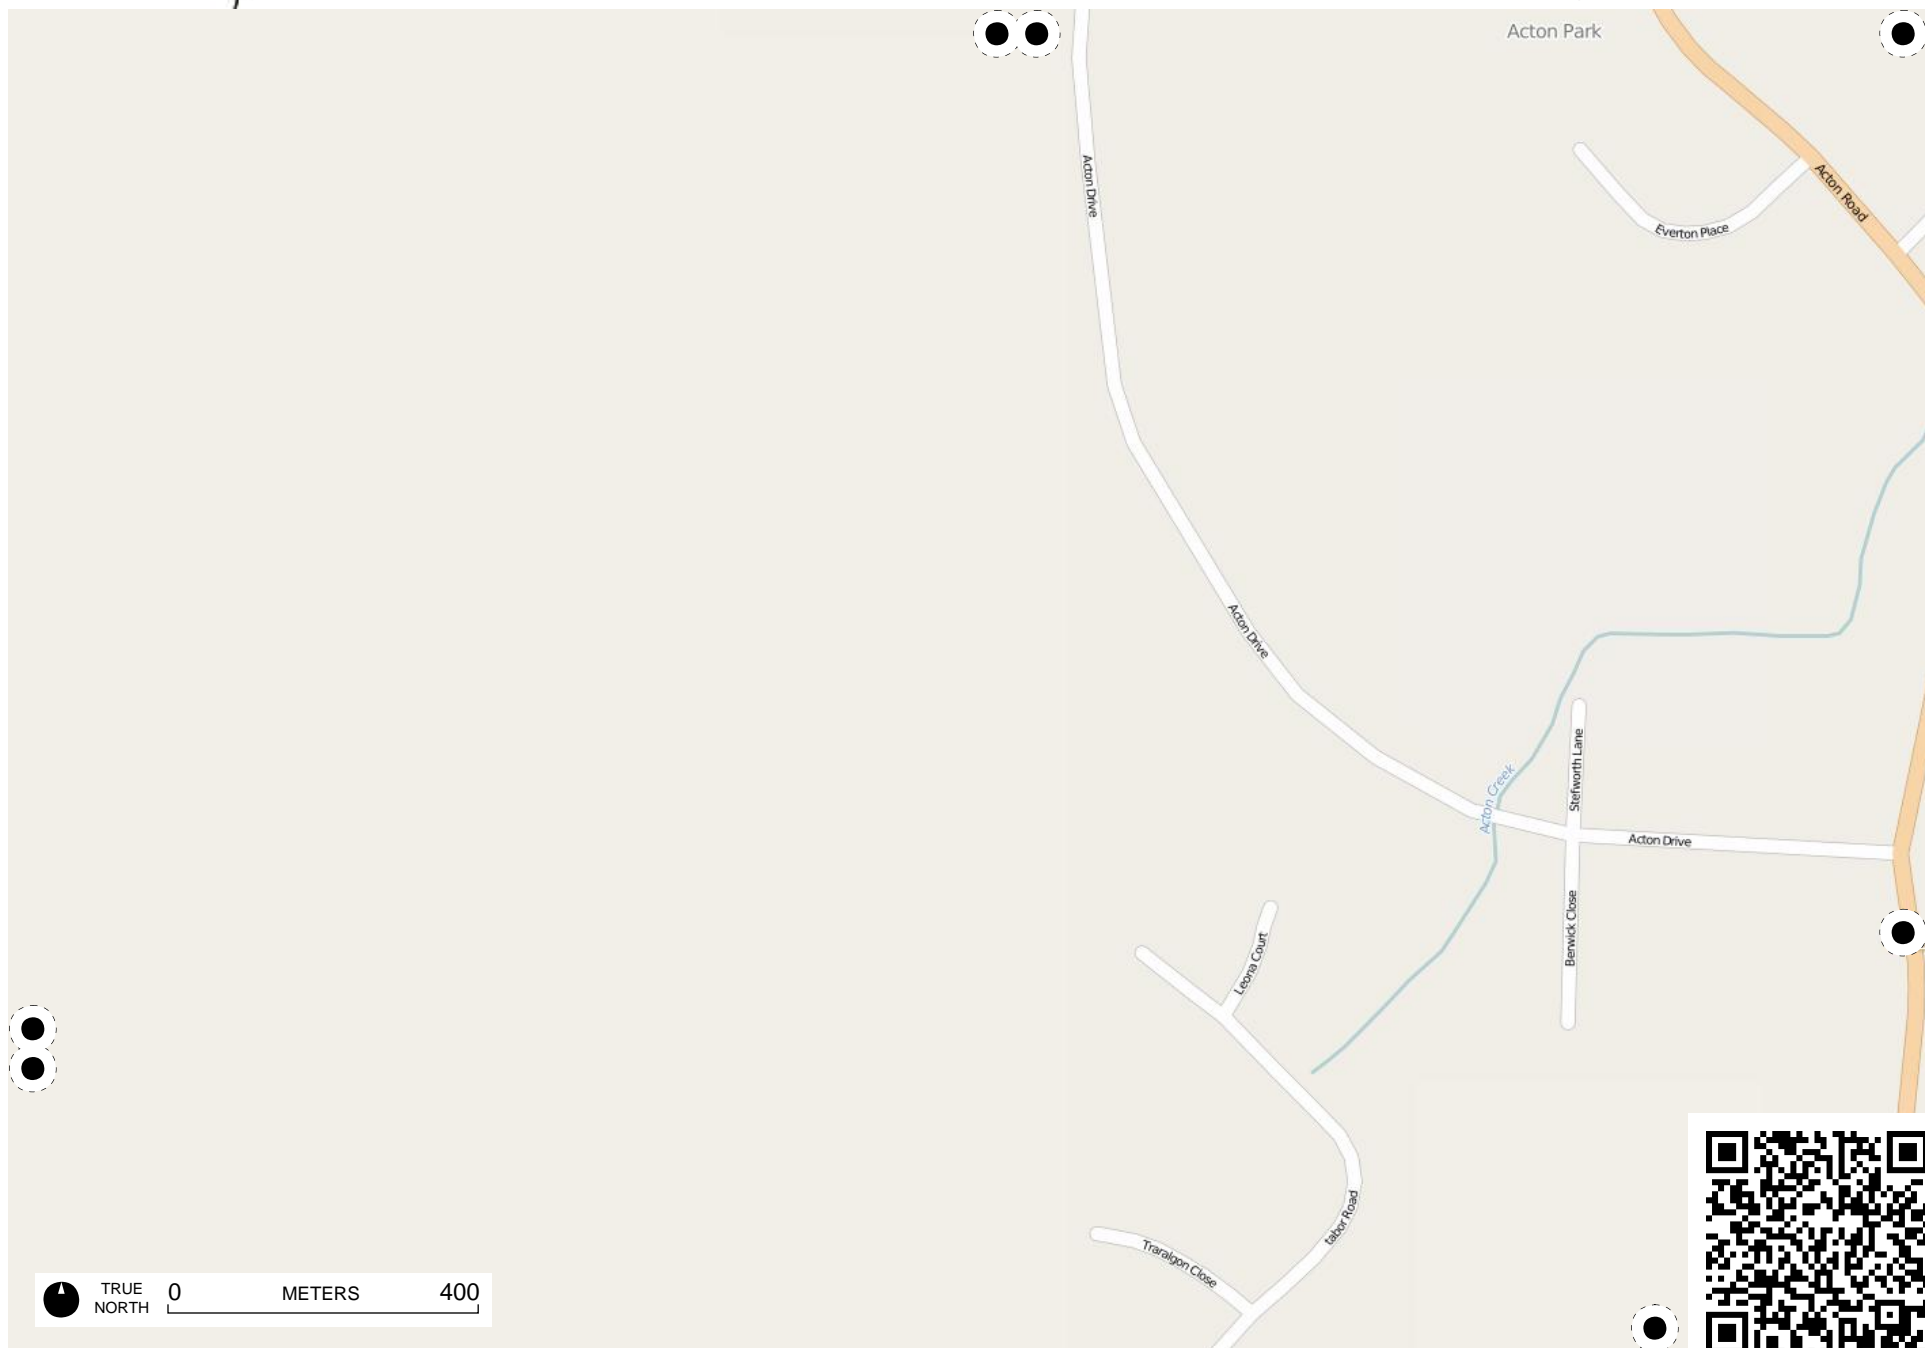 Acton Park
Acton Drive
Acton Road
Everton Place
Acton Drive
Stefworth Lane
Acton Creek
Acton Drive
Berwick Close
Leona Court
tabor Road
Traralgon Close
TRUE NORTH
0 METERS 400